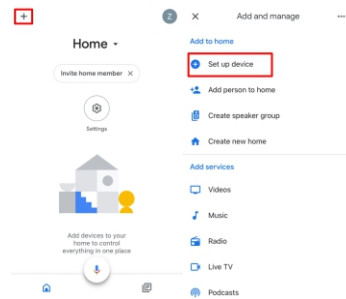 Z
Home
Invite home member
Settings
Add devices to your
home to control
everything in one place
Add and manage
Add to home
Set up device
Add person to home
Create speaker group
Create new home
Add services
Videos
Music
Radio
Live TV
Podcasts